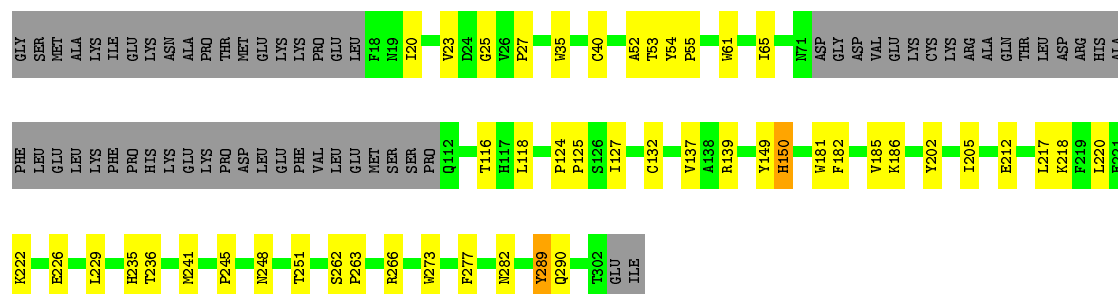 GLY SER MET ALA LYS ILE GLU LYS ASN ALA PRO THR MET GLU LYS LYS PRO GLU LEU F18 N19 I20 V23 D24 G25 V26 P27 W35 C40 A52 T53 Y54 P55 W61 I65 N71 ASP GLY ASP VAL GLU LYS CYS LYS ARG ALA GLN THR LEU ASP ARG HIS ALA
PHE LEU GLU LEU LYS PHE PRO HIS LYS GLU LYS PRO ASP LEU GLU PHE VAL LEU GLU MET SER SER PRO Q112 T116 H117 L118 P124 P125 S126 I127 C132 V137 A138 R139 Y149 H150 W181 F182 V185 K186 Y202 I205 E212 L217 K218 F219 L220 E221
K222 E226 L229 H235 T236 M241 P245 N248 T251 S262 P263 R266 W273 F277 N282 Y289 Q290 T302 GLU ILE